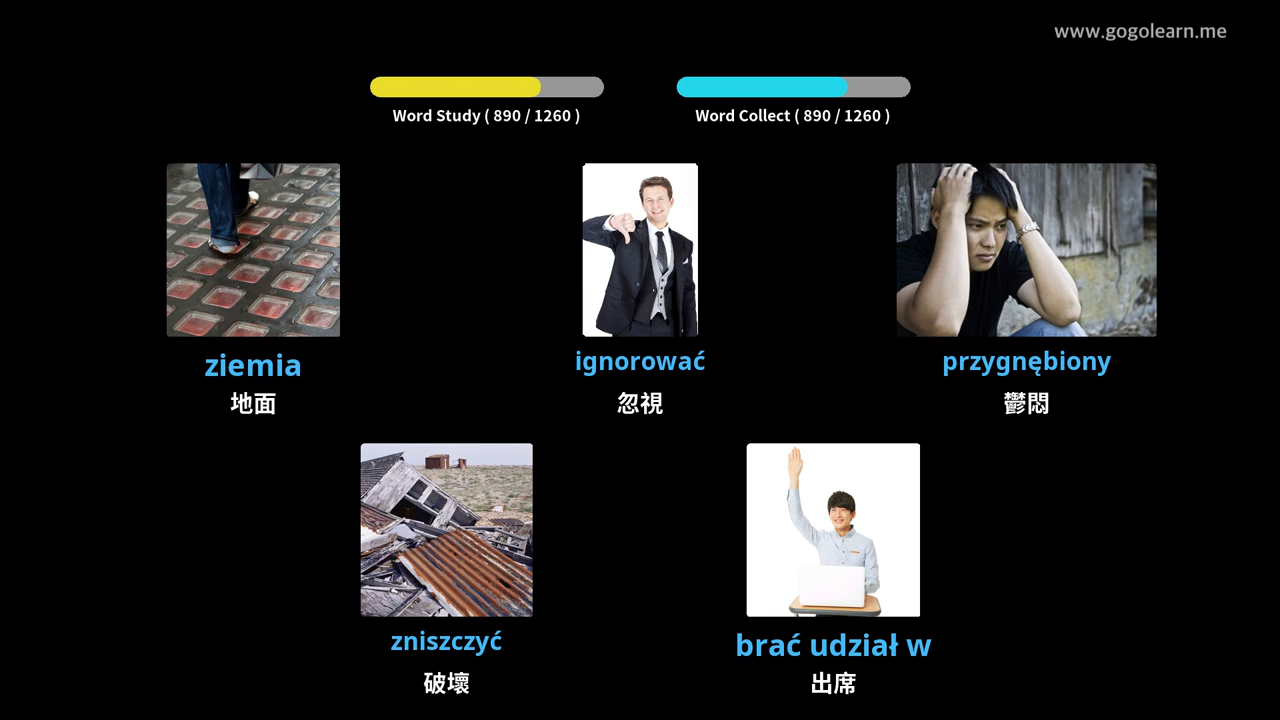 www.gogolearn.me
Word Study ( 890 / 1260 )
Word Collect ( 890 / 1260 )
ziemia
地面
ignorować
忽視
przygnębiony
鬱悶
zniszczyć
破壞
brać udział w
出席